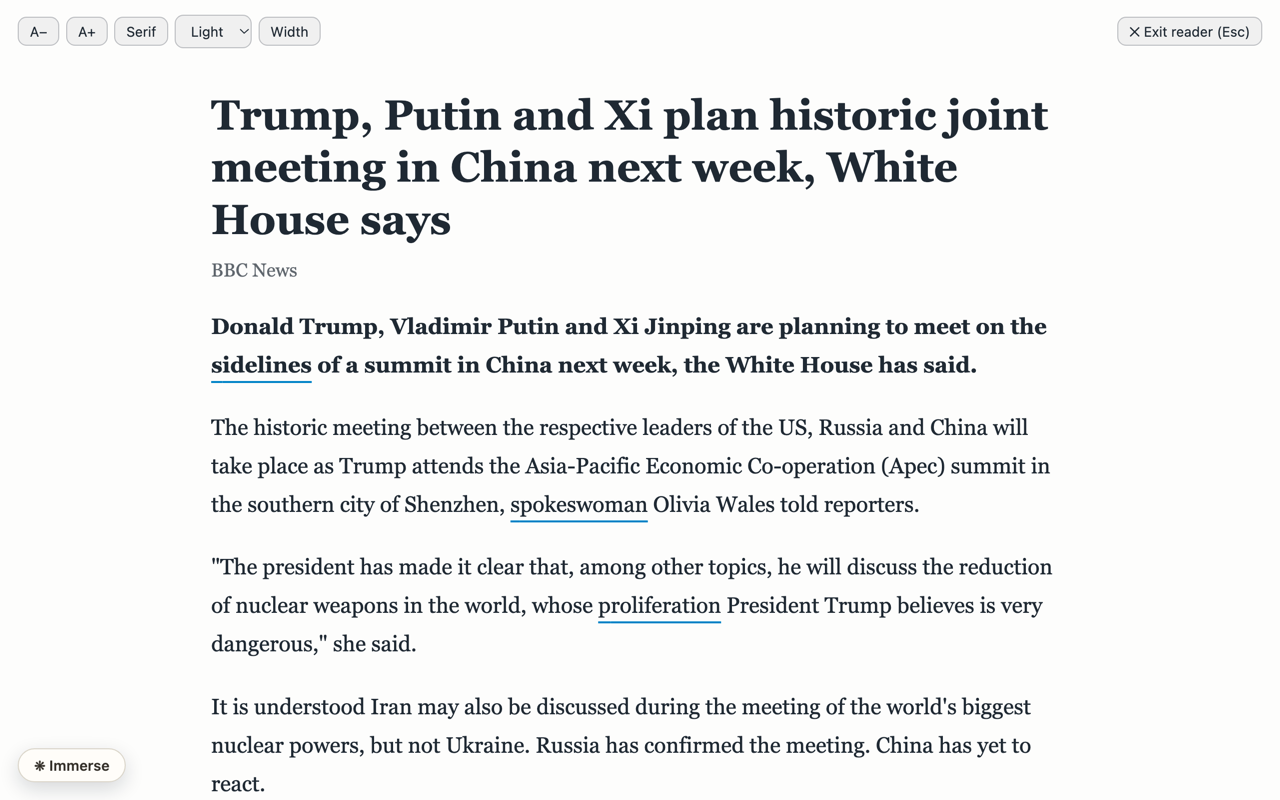 A− A+ Serif Light Width ✕ Exit reader (Esc)
Trump, Putin and Xi plan historic joint
meeting in China next week, White
House says
BBC News
Donald Trump, Vladimir Putin and Xi Jinping are planning to meet on the
sidelines of a summit in China next week, the White House has said.
The historic meeting between the respective leaders of the US, Russia and China will
take place as Trump attends the Asia-Pacific Economic Co-operation (Apec) summit in
the southern city of Shenzhen, spokeswoman Olivia Wales told reporters.
"The president has made it clear that, among other topics, he will discuss the reduction
of nuclear weapons in the world, whose proliferation President Trump believes is very
dangerous," she said.
It is understood Iran may also be discussed during the meeting of the world's biggest
nuclear powers, but not Ukraine. Russia has confirmed the meeting. China has yet to
react.
❋ Immerse